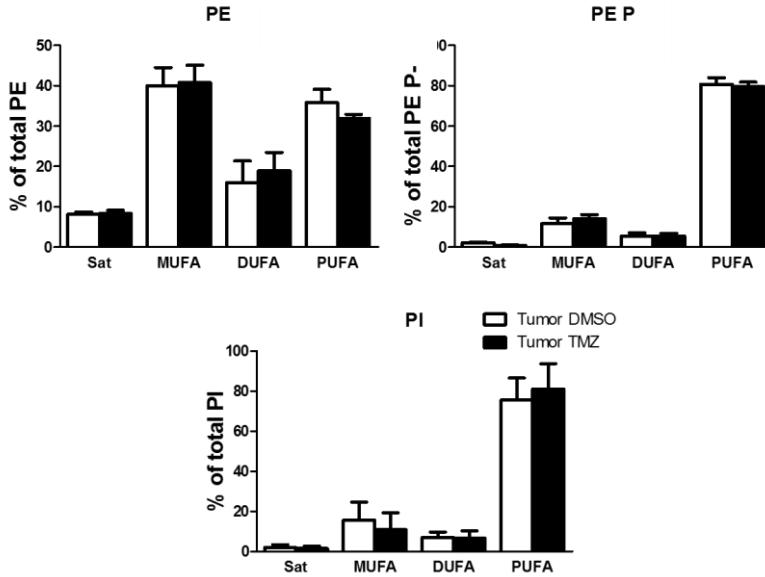 PE
% of total PE
50
40
30
20
10
0
Sat MUFA DUFA PUFA
PE P
% of total PE P-
00
80
60
40
20
0
Sat MUFA DUFA PUFA
PI
Tumor DMSO
Tumor TMZ
% of total PI
100
80
60
40
20
0
Sat MUFA DUFA PUFA